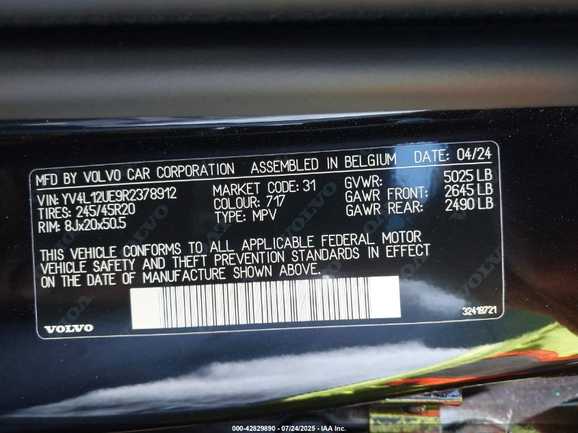 MFD BY VOLVO CAR CORPORATION ASSEMBLED IN BELGIUM DATE: 04/24
VIN: YV4L12UE9R2378912 MARKET CODE: 31 GVWR: 5025 LB
TIRES: 245/45R20 COLOUR: 717 GAWR FRONT: 2645 LB
RIM: 8Jx20x50.5 TYPE: MPV GAWR REAR: 2490 LB
THIS VEHICLE CONFORMS TO ALL APPLICABLE FEDERAL MOTOR
VEHICLE SAFETY AND THEFT PREVENTION STANDARDS IN EFFECT
ON THE DATE OF MANUFACTURE SHOWN ABOVE.
VOLVO 32419721
000-42829890 - 07/24/2025 - IAA Inc.